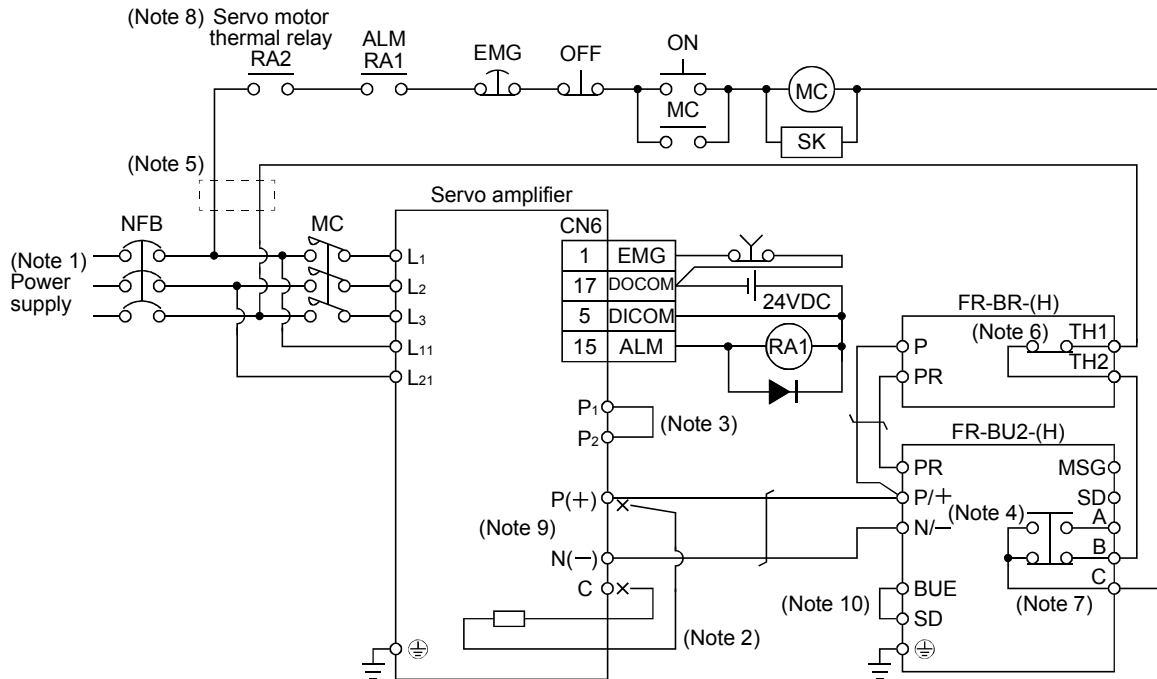 (Note 8) Servo motor
thermal relay
RA2
ALM
RA1
EMG
OFF
ON
MC
MC
SK
(Note 5)
Servo amplifier
NFB
MC
(Note 1)
Power
supply
L1
L2
L3
L11
L21
CN6
1 EMG
17 DOCOM
5 DICOM
15 ALM
24VDC
RA1
P1
P2
(Note 3)
P(+)
(Note 9)
N(−)
C
(Note 2)
FR-BR-(H)
(Note 6)
TH1
TH2
P
PR
FR-BU2-(H)
PR
P/+
N/−
BUE
SD
(Note 10)
MSG
SD
(Note 4)
A
B
C
(Note 7)